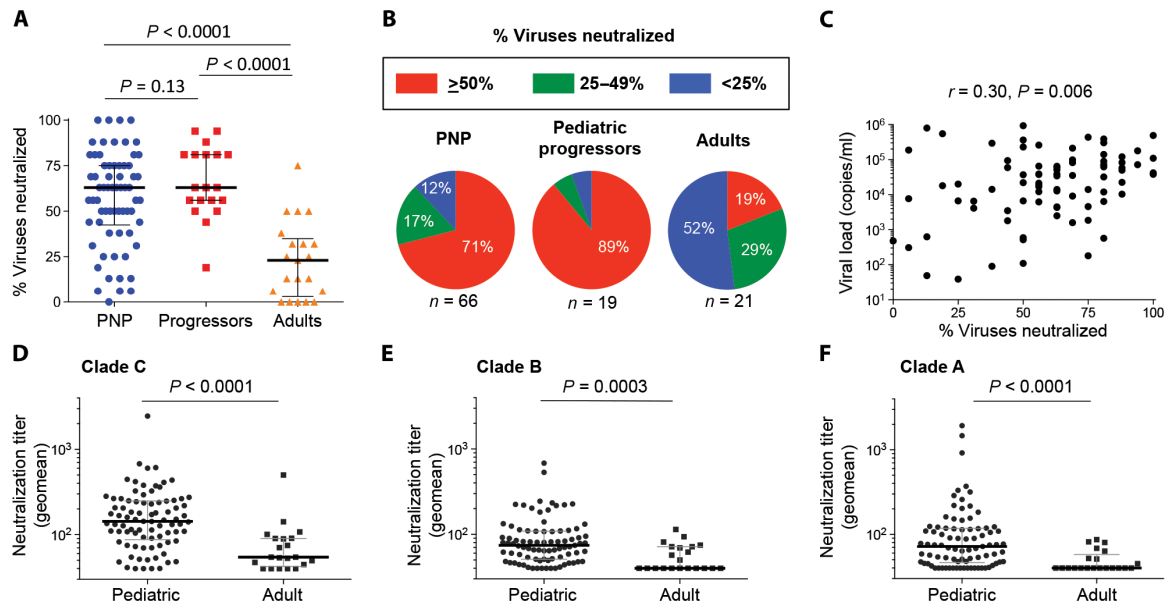 A
P < 0.0001
P < 0.0001
P = 0.13
% Viruses neutralized
100
75
50
25
0
PNP
Progressors
Adults
B
% Viruses neutralized
≥50%
25–49%
<25%
PNP
Pediatric
progressors
Adults
12%
17%
71%
89%
19%
52%
29%
n = 66
n = 19
n = 21
C
r = 0.30, P = 0.006
Viral load (copies/ml)
10⁶
10⁵
10⁴
10³
10²
10¹
0
25
50
75
100
% Viruses neutralized
D
Clade C
P < 0.0001
Neutralization titer
(geomean)
10³
10²
Pediatric
Adult
E
Clade B
P = 0.0003
Neutralization titer
(geomean)
10³
10²
Pediatric
Adult
F
Clade A
P < 0.0001
Neutralization titer
(geomean)
10³
10²
Pediatric
Adult